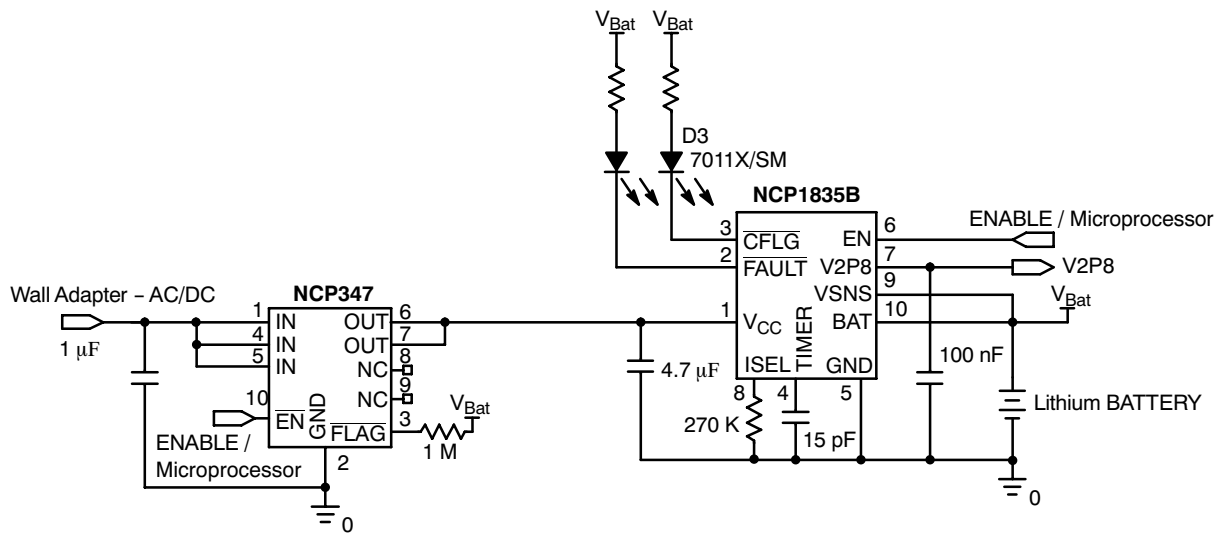 V_Bat
V_Bat
D3
7011X/SM
NCP1835B
3
CFLG
EN
6
ENABLE / Microprocessor
2
FAULT
V2P8
7
V2P8
VSNS
9
Wall Adapter – AC/DC
NCP347
1
V_CC
TIMER
BAT
10
V_Bat
1
IN
OUT
6
1 μF
4
IN
OUT
7
5
IN
NC
8
NC
9
4.7 μF
ISEL
GND
100 nF
10
EN
GND
FLAG
3
V_Bat
8
4
5
Lithium BATTERY
ENABLE /
Microprocessor
2
1 M
270 K
15 pF
0
0